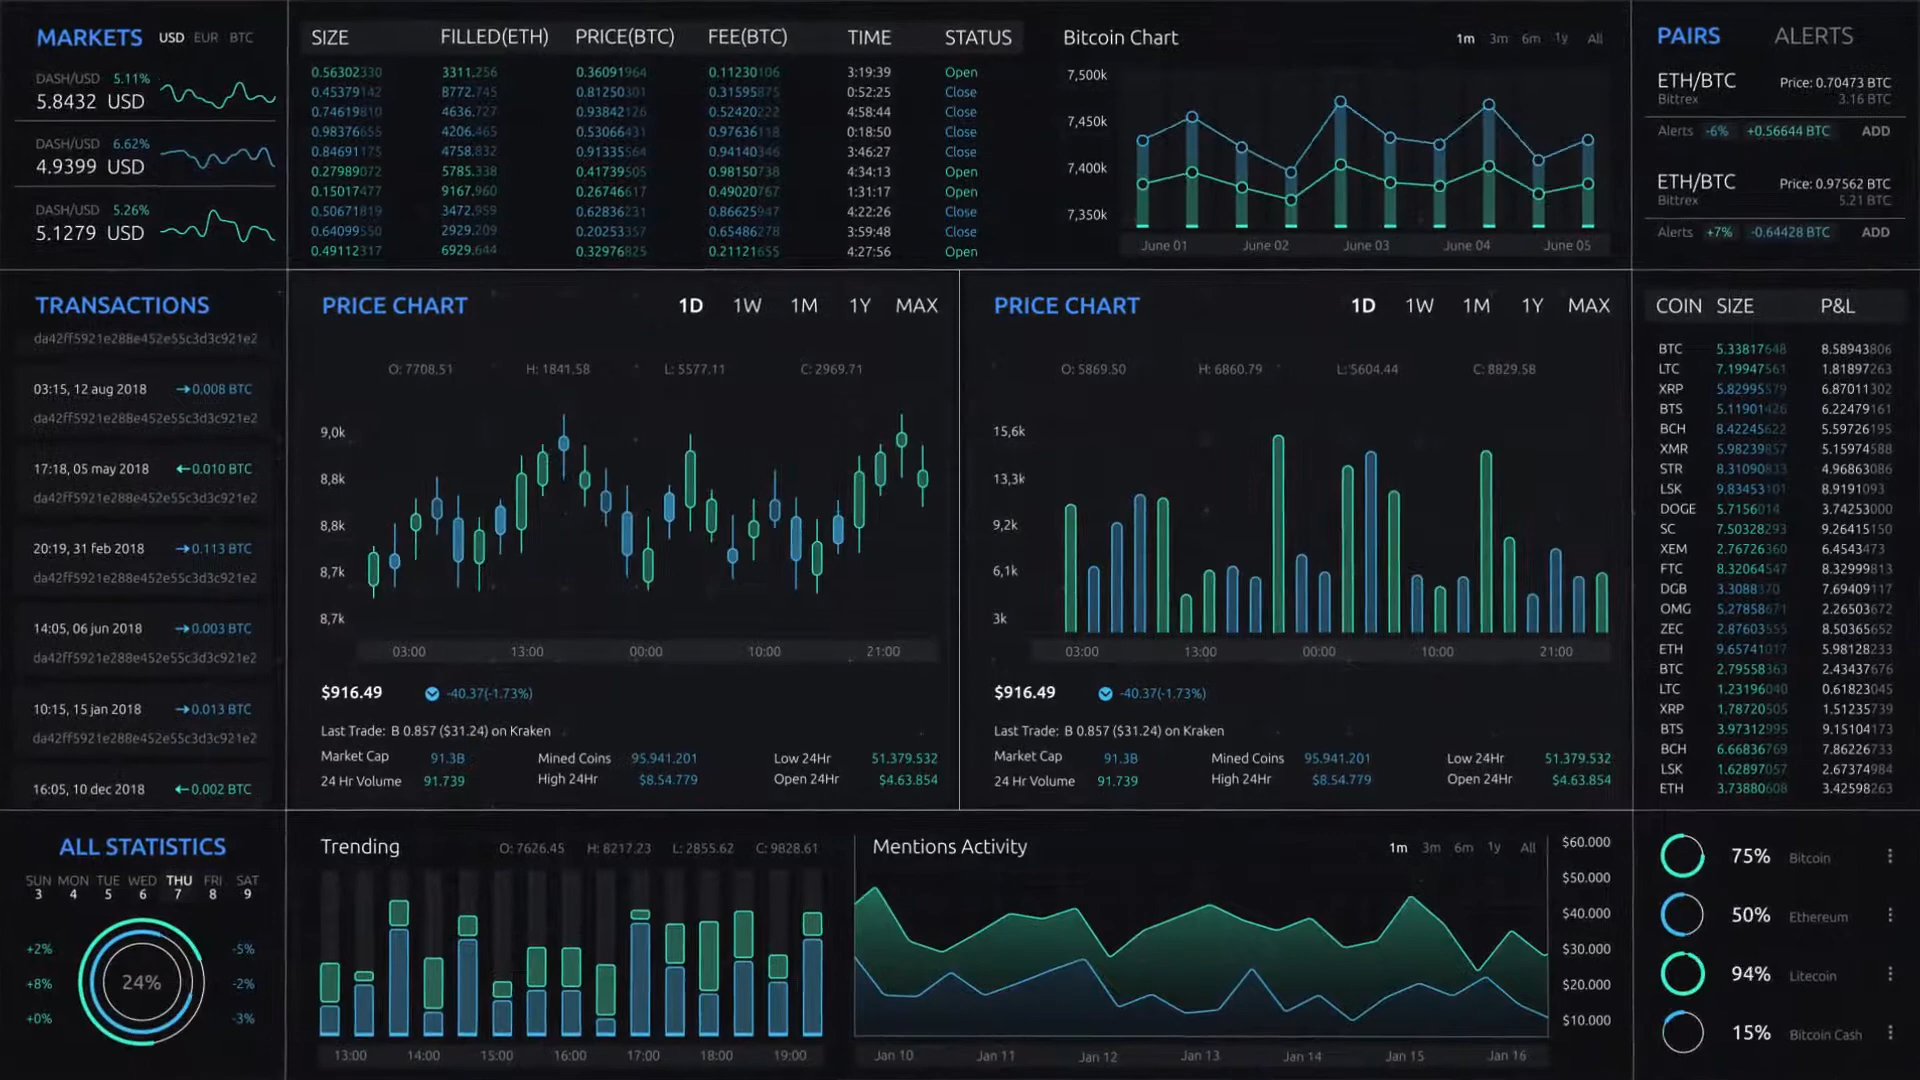 MARKETS USD EUR BTC
DASH/USD 5.11%
5.8432 USD
DASH/USD 6.62%
4.9399 USD
DASH/USD 5.26%
5.1279 USD
SIZE FILLED(ETH) PRICE(BTC) FEE(BTC) TIME STATUS
0.56302330 3311.256 0.36091964 0.11230106 3:19:39 Open
0.45379142 8772.745 0.81250301 0.31595875 0:52:25 Close
0.74619810 4636.727 0.93842126 0.52420222 4:58:44 Close
0.98376655 4206.465 0.53066431 0.97636118 0:18:50 Close
0.84691175 4758.832 0.91335564 0.94140346 3:46:27 Close
0.27989072 5785.338 0.41739505 0.98150738 4:34:13 Open
0.15017477 9167.960 0.26746617 0.49020767 1:31:17 Open
0.50671819 3472.959 0.62836231 0.86625947 4:22:26 Close
0.64099550 2929.209 0.20253357 0.65486278 3:59:48 Close
0.49112317 6929.644 0.32976825 0.21121655 4:27:56 Open
Bitcoin Chart 1m 3m 6m 1y All
7,500k
7,450k
7,400k
7,350k
June 01 June 02 June 03 June 04 June 05
PAIRS ALERTS
ETH/BTC Price: 0.70473 BTC
Bittrex 3.16 BTC
Alerts -6% +0.56644 BTC ADD
ETH/BTC Price: 0.97562 BTC
Bittrex 5.21 BTC
Alerts +7% -0.64428 BTC ADD
TRANSACTIONS
da42ff5921e288e452e55c3d3c921e2
03:15, 12 aug 2018 →0.008 BTC
da42ff5921e288e452e55c3d3c921e2
17:18, 05 may 2018 ←0.010 BTC
da42ff5921e288e452e55c3d3c921e2
20:19, 31 feb 2018 →0.113 BTC
da42ff5921e288e452e55c3d3c921e2
14:05, 06 jun 2018 →0.003 BTC
da42ff5921e288e452e55c3d3c921e2
10:15, 15 jan 2018 →0.013 BTC
da42ff5921e288e452e55c3d3c921e2
16:05, 10 dec 2018 ←0.002 BTC
PRICE CHART 1D 1W 1M 1Y MAX
O: 7708.51 H: 1841.58 L: 5577.11 C: 2969.71
9,0k
8,8k
8,8k
8,7k
8,7k
03:00 13:00 00:00 10:00 21:00
$916.49 -40.37(-1.73%)
Last Trade: B 0.857 ($31.24) on Kraken
Market Cap 91.3B Mined Coins 95.941.201 Low 24Hr 51.379.532
24 Hr Volume 91.739 High 24Hr $8.54.779 Open 24Hr $4.63.854
PRICE CHART 1D 1W 1M 1Y MAX
O: 5869.50 H: 6860.79 L: 5604.44 C: 8829.58
15,6k
13,3k
9,2k
6,1k
3k
03:00 13:00 00:00 10:00 21:00
$916.49 -40.37(-1.73%)
Last Trade: B 0.857 ($31.24) on Kraken
Market Cap 91.3B Mined Coins 95.941.201 Low 24Hr 51.379.532
24 Hr Volume 91.739 High 24Hr $8.54.779 Open 24Hr $4.63.854
COIN SIZE P&L
BTC 5.33817648 8.58943806
LTC 7.19947561 1.81897263
XRP 5.82995579 6.87011302
BTS 5.11901426 6.22479161
BCH 8.42245622 5.59726195
XMR 5.98239857 5.15974588
STR 8.31090833 4.96863086
LSK 9.83453101 8.9191093
DOGE 5.7156014 3.74253000
SC 7.50328293 9.26415150
XEM 2.76726360 6.4543473
FTC 8.32064547 8.32999813
DGB 3.3088370 7.69409117
OMG 5.27858671 2.26503672
ZEC 2.87603555 8.50365652
ETH 9.65741017 5.98128233
BTC 2.79558363 2.43437676
LTC 1.23196040 0.61823045
XRP 1.78720505 1.51235739
BTS 3.97312995 9.15104173
BCH 6.66836769 7.86226733
LSK 1.62897057 2.67374984
ETH 3.73880608 3.42598263
ALL STATISTICS
SUN MON TUE WED THU FRI SAT
3 4 5 6 7 8 9
+2% -5%
+8% 24% -2%
+0% -3%
Trending O: 7626.45 H: 8217.23 L: 2855.62 C: 9828.61
13:00 14:00 15:00 16:00 17:00 18:00 19:00
Mentions Activity 1m 3m 6m 1y All
$60.000
$50.000
$40.000
$30.000
$20.000
$10.000
Jan 10 Jan 11 Jan 12 Jan 13 Jan 14 Jan 15 Jan 16
75% Bitcoin
50% Ethereum
94% Litecoin
15% Bitcoin Cash